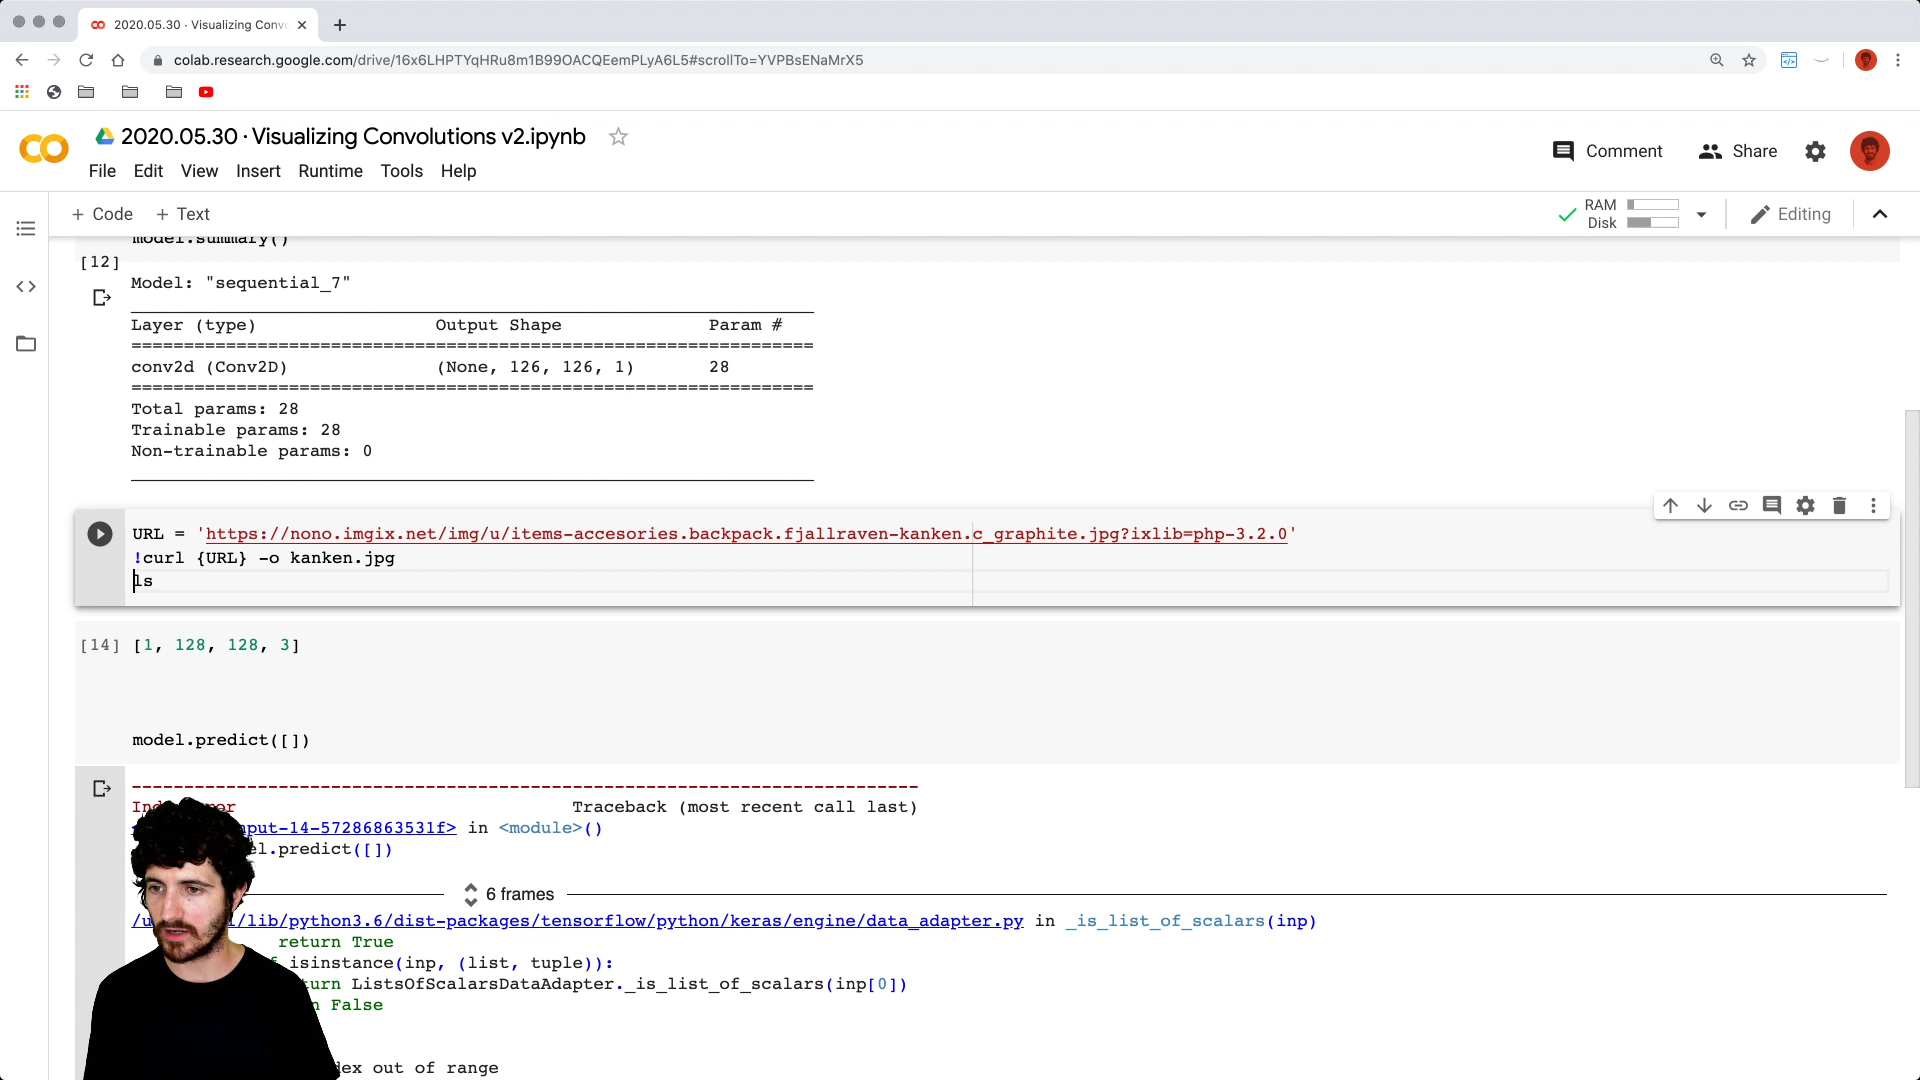 2020.05.30 · Visualizing Conv
colab.research.google.com/drive/16x6LHPTYqHRu8m1B99OACQEemPLyA6L5#scrollTo=YVPBsENaMrX5
2020.05.30 · Visualizing Convolutions v2.ipynb
Comment
Share
File Edit View Insert Runtime Tools Help
+ Code + Text
RAM
Disk
Editing
model.summary()
[12]
Model: "sequential_7"
Layer (type) Output Shape Param #
=================================================================
conv2d (Conv2D) (None, 126, 126, 1) 28
=================================================================
Total params: 28
Trainable params: 28
Non-trainable params: 0
URL = 'https://nono.imgix.net/img/u/items-accesories.backpack.fjallraven-kanken.c_graphite.jpg?ixlib=php-3.2.0'
!curl {URL} -o kanken.jpg
ls
[14] [1, 128, 128, 3]
model.predict([])
---------------------------------------------------------------------------
Traceback (most recent call last)
put-14-57286863531f> in <module>()
.predict([])
6 frames
/lib/python3.6/dist-packages/tensorflow/python/keras/engine/data_adapter.py in _is_list_of_scalars(inp)
return True
isinstance(inp, (list, tuple)):
ListsOfScalarsDataAdapter._is_list_of_scalars(inp[0])
False
out of range